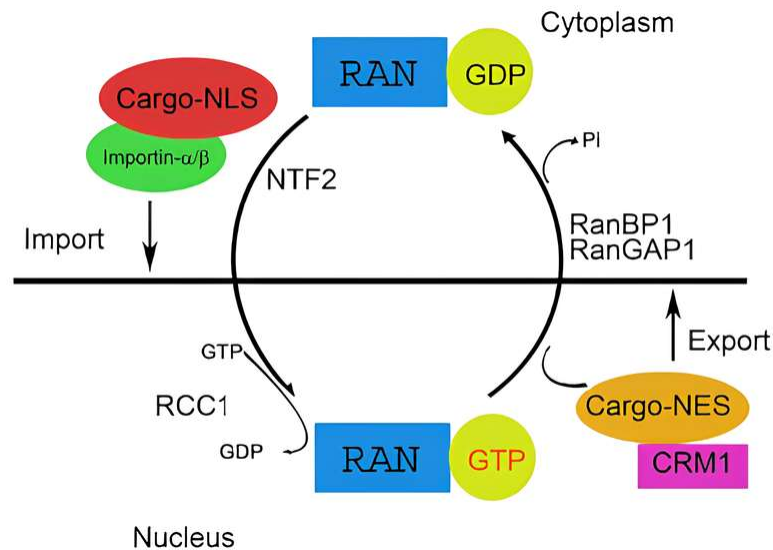 Cytoplasm
RAN
GDP
Cargo-NLS
Importin-α/β
NTF2
PI
RanBP1
RanGAP1
Import
Export
GTP
RCC1
GDP
RAN
GTP
Cargo-NES
CRM1
Nucleus